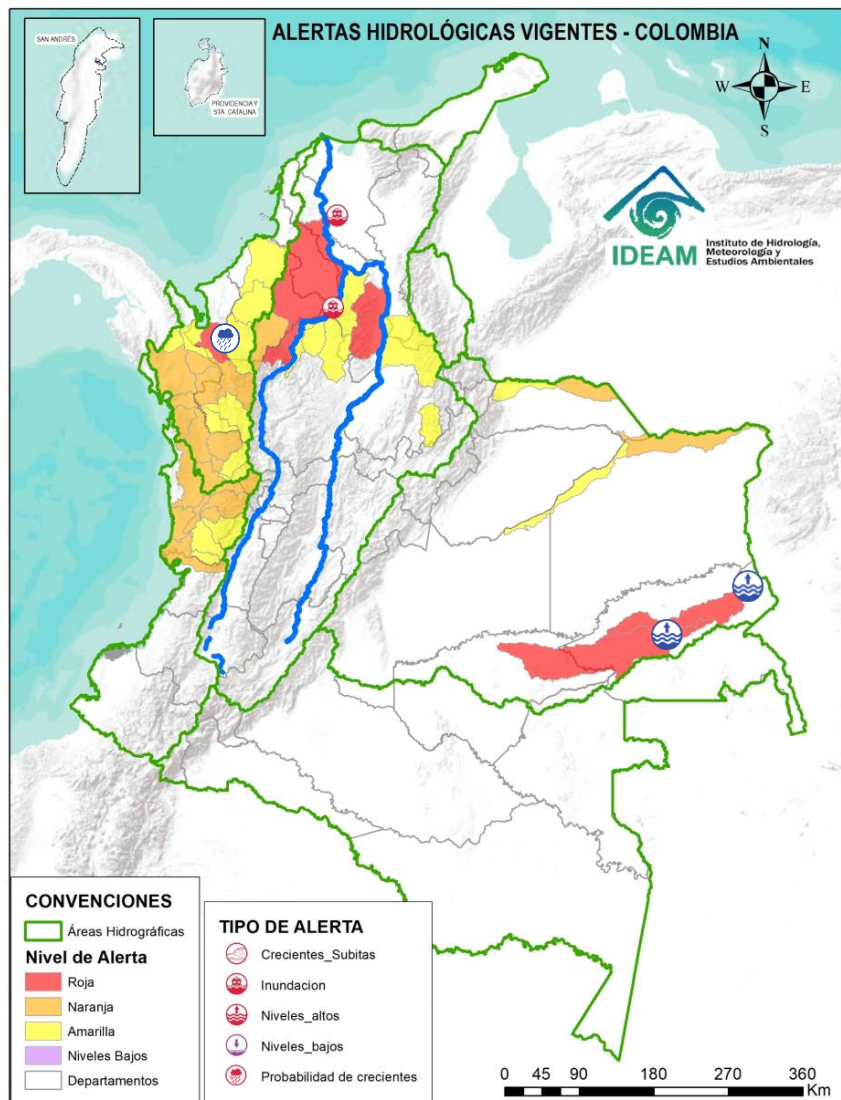 ALERTAS HIDROLÓGICAS VIGENTES - COLOMBIA
SAN ANDRÉS
PROVIDENCIA Y
STA. CATALINA
N
W
E
S
IDEAM
Instituto de Hidrología,
Meteorología y
Estudios Ambientales
CONVENCIONES
Áreas Hidrográficas
Nivel de Alerta
Roja
Naranja
Amarilla
Niveles Bajos
Departamentos
TIPO DE ALERTA
Crecientes_Subitas
Inundacion
Niveles_altos
Niveles_bajos
Probabilidad de crecientes
0 45 90 180 270 360
Km